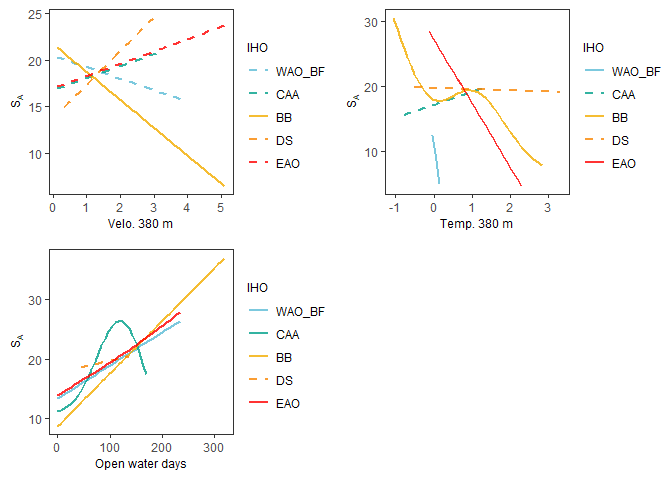 25
20
15
10
S_A
0 1 2 3 4 5
Velo. 380 m
IHO
WAO_BF
CAA
BB
DS
EAO
30
20
10
S_A
-1 0 1 2 3
Temp. 380 m
IHO
WAO_BF
CAA
BB
DS
EAO
30
20
10
S_A
0 100 200 300
Open water days
IHO
WAO_BF
CAA
BB
DS
EAO